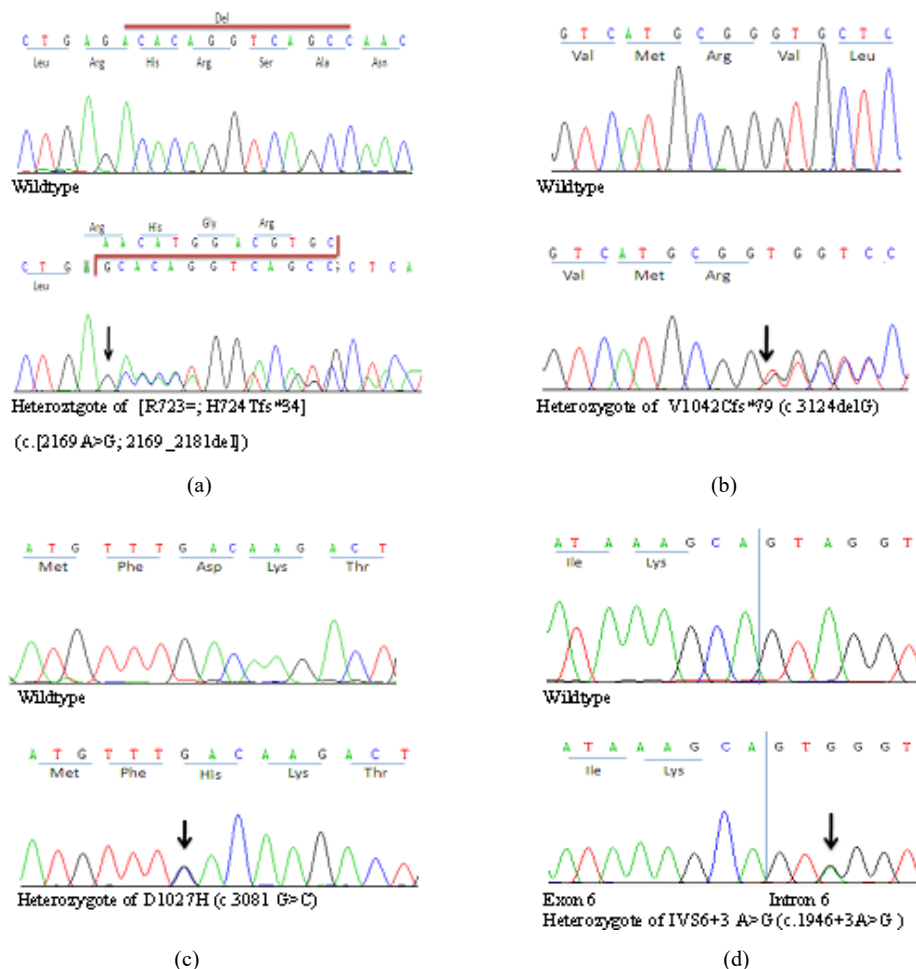 Del
C T G A G A C A C A G G T C A G C C A A C
Leu Arg His Arg Ser Ala Asn
Wildtype
Arg His Gly Arg
A A C A T G G A C G T G C
C T G A G C A C A G G T C A G C C C T C A
Leu
Heteroztgote of [R723=; H724Tfs*34]
(c.[2169 A>G; 2169_2181del])
(a)
G T C A T G C G G G T G C T C
Val Met Arg Val Leu
Wildtype
G T C A T G C G G T G G T C C
Val Met Arg
Heterozygote of V1042Cfs*79 (c.3124delG)
(b)
A T G T T T G A C A A G A C T
Met Phe Asp Lys Thr
Wildtype
A T G T T T G A C A A G A C T
Met Phe His Lys Thr
Heterozygote of D1027H (c.3081 G>C)
(c)
A T A A A G C A G T A G G T
Ile Lys
Wildtype
A T A A A G C A G T G G G T
Ile Lys
Exon 6 Intron 6
Heterozygote of IVS6+3 A>G (c.1946+3A>G )
(d)